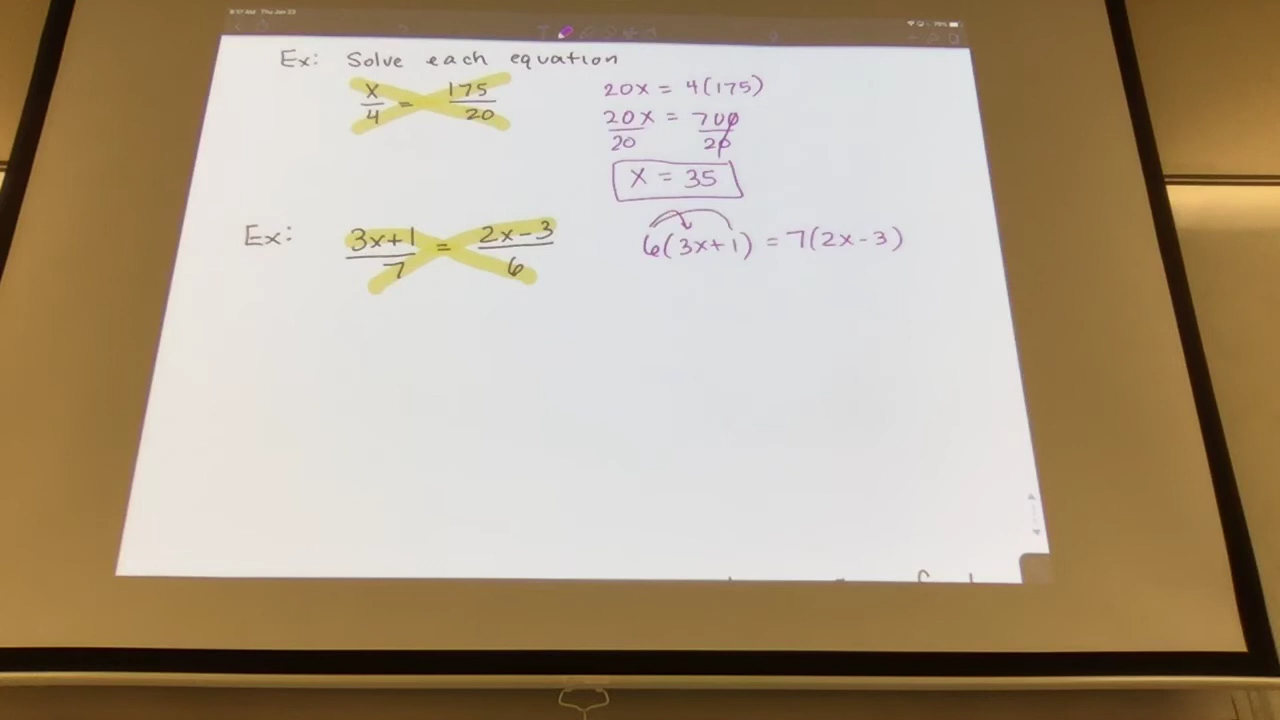 Ex: Solve each equation
x/4 = 175/20
20x = 4(175)
20x/20 = 700/20
x = 35
Ex: 3x+1/7 = 2x-3/6
6(3x+1) = 7(2x-3)